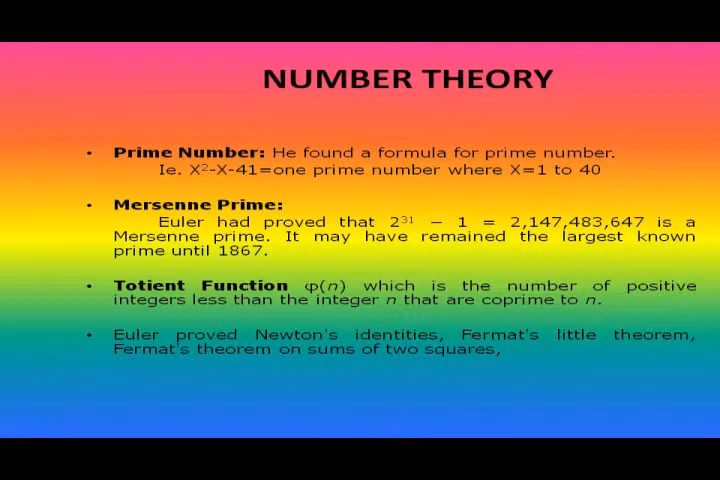 NUMBER THEORY
• Prime Number: He found a formula for prime number.
Ie. X²-X-41=one prime number where X=1 to 40
• Mersenne Prime:
Euler had proved that 2³¹ − 1 = 2,147,483,647 is a
Mersenne prime. It may have remained the largest known
prime until 1867.
• Totient Function φ(n) which is the number of positive
integers less than the integer n that are coprime to n.
• Euler proved Newton's identities, Fermat's little theorem,
Fermat's theorem on sums of two squares,